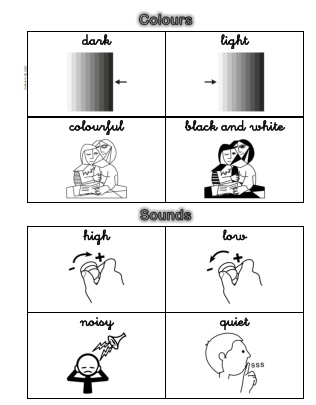 Colours
dark light
colourful black and white
Sounds
high low
- + - +
noisy quiet
sss